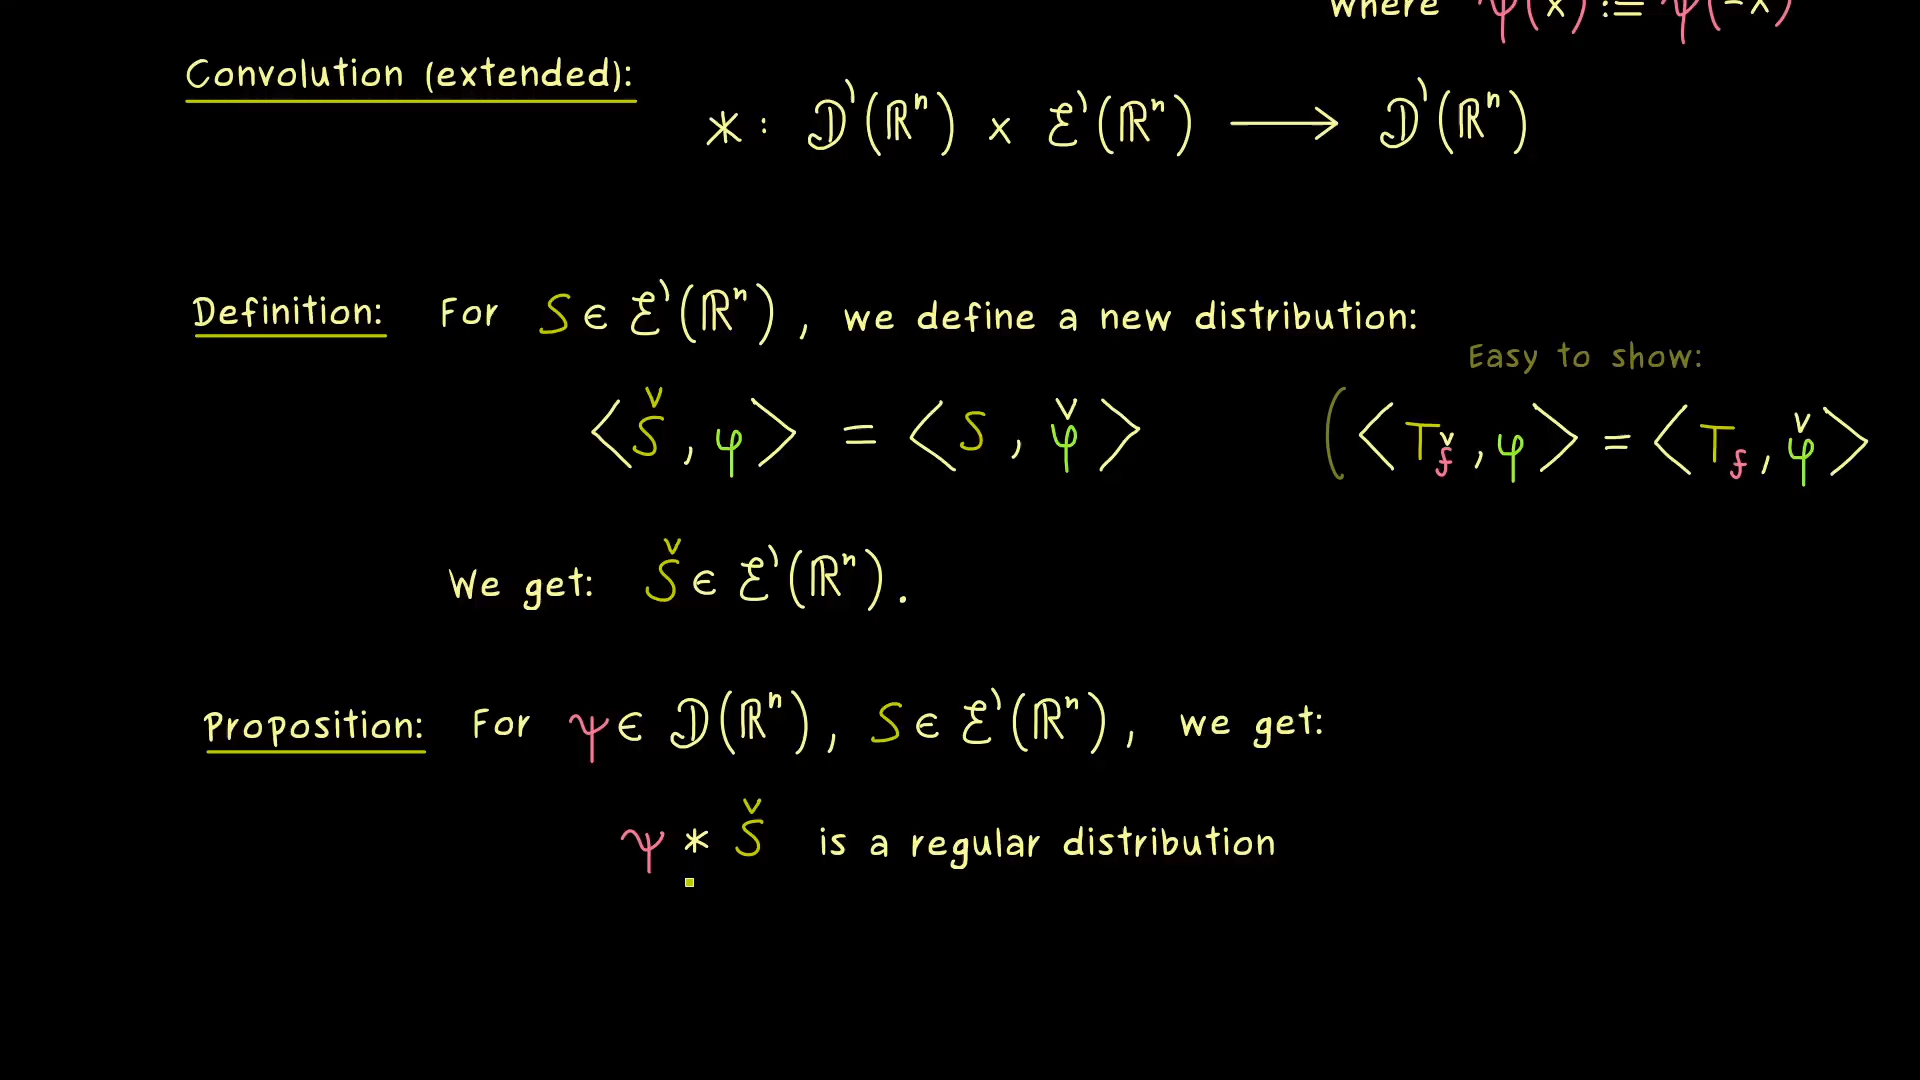 where ψ̌(x) := ψ(-x)
Convolution (extended):
* : 𝒟'(ℝⁿ) × ℰ'(ℝⁿ) ⟶ 𝒟'(ℝⁿ)
Definition: For S ∈ ℰ'(ℝⁿ), we define a new distribution:
Easy to show:
⟨Š, φ⟩ = ⟨S, φ̌⟩ (⟨T_f̌, φ⟩ = ⟨T_f, φ̌⟩
We get: Š ∈ ℰ'(ℝⁿ).
Proposition: For ψ ∈ 𝒟(ℝⁿ), S ∈ ℰ'(ℝⁿ), we get:
ψ * Š is a regular distribution